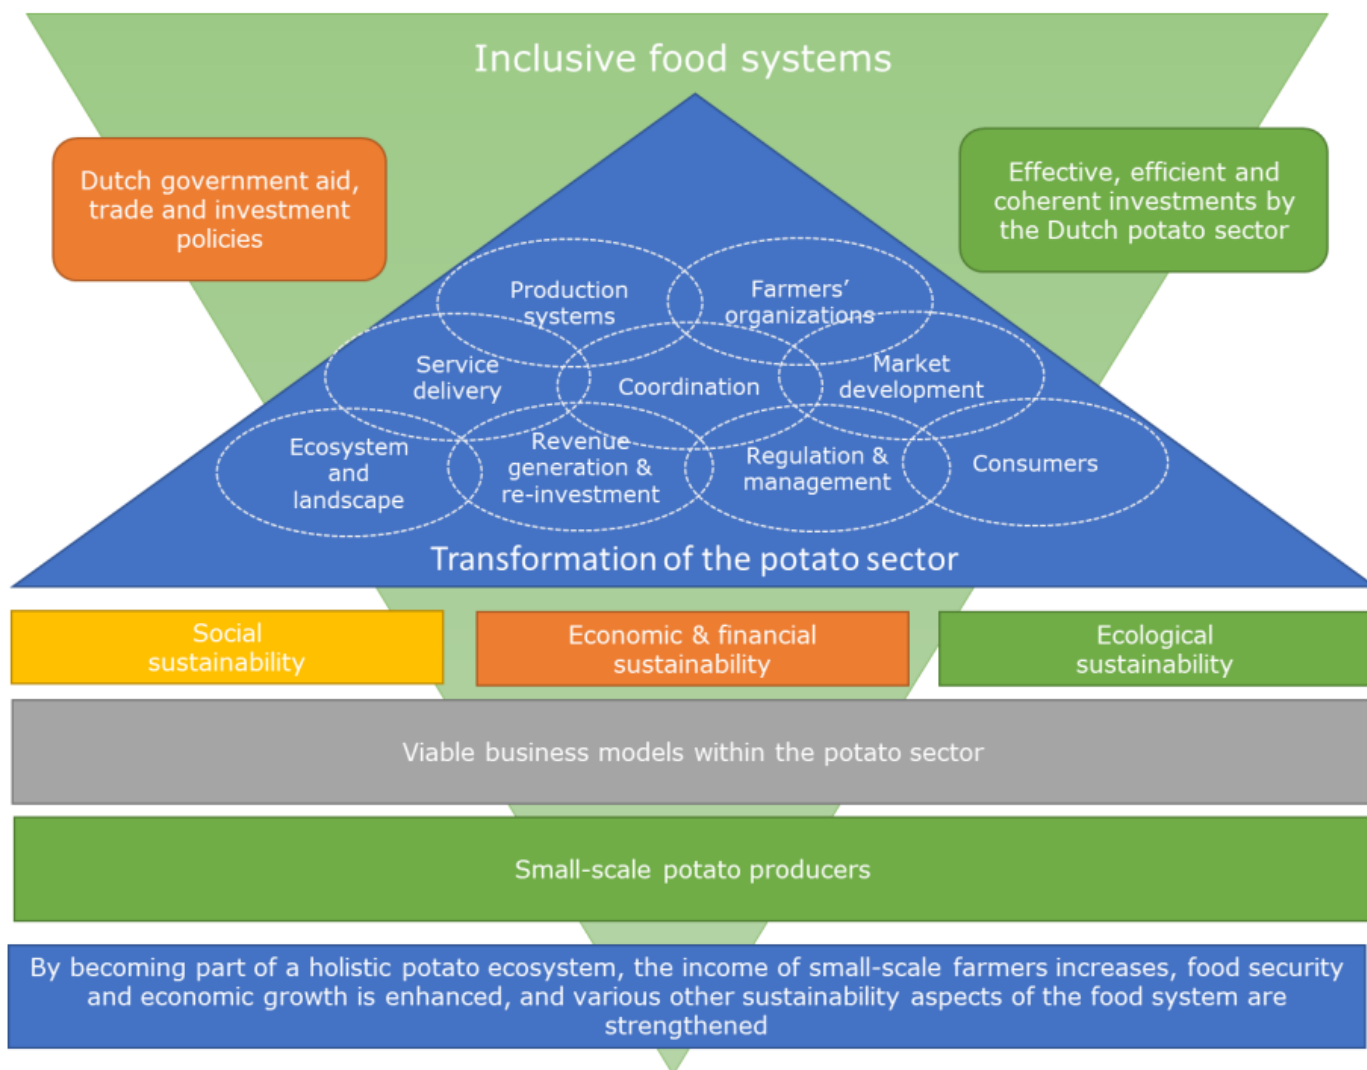 Inclusive food systems
Dutch government aid,
trade and investment
policies
Effective, efficient and
coherent investments by
the Dutch potato sector
Production
systems
Farmers’
organizations
Service
delivery
Coordination
Market
development
Ecosystem
and
landscape
Revenue
generation &
re-investment
Regulation &
management
Consumers
Transformation of the potato sector
Social
sustainability
Economic & financial
sustainability
Ecological
sustainability
Viable business models within the potato sector
Small-scale potato producers
By becoming part of a holistic potato ecosystem, the income of small-scale farmers increases, food security
and economic growth is enhanced, and various other sustainability aspects of the food system are
strengthened